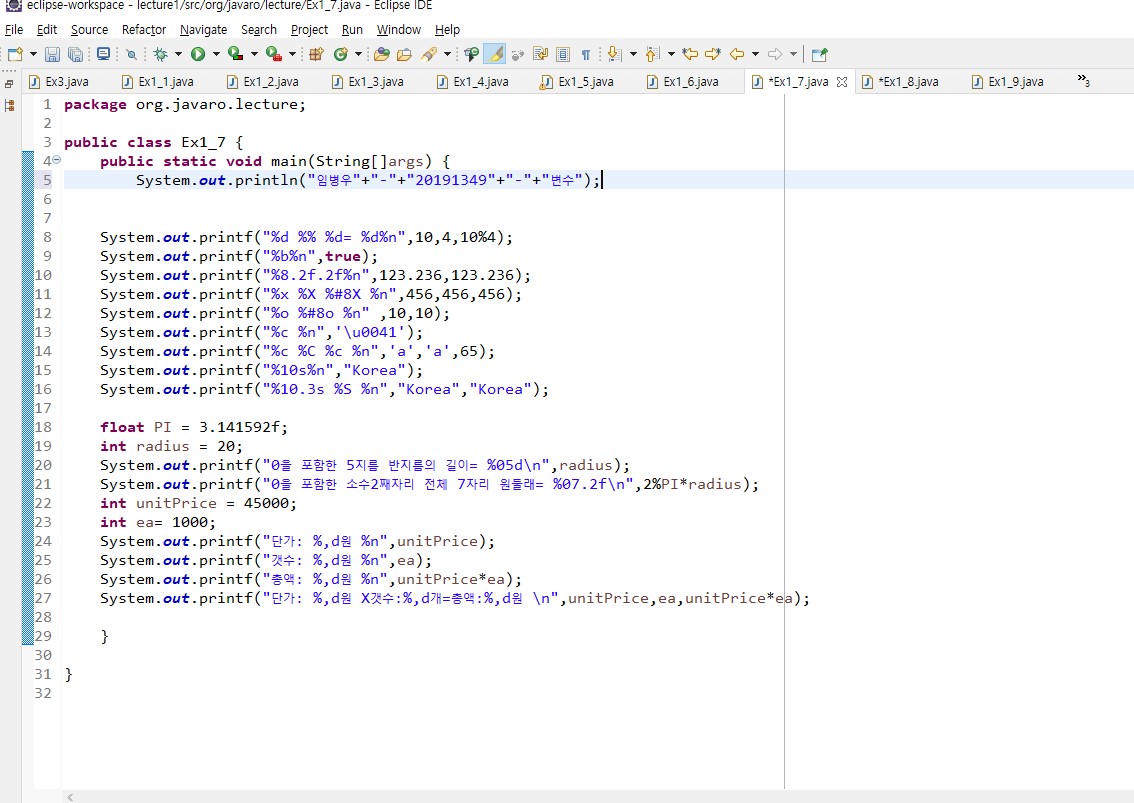 eclipse-workspace - lecture1/src/org/javaro/lecture/Ex1_7.java - Eclipse IDE
File Edit Source Refactor Navigate Search Project Run Window Help
Ex3.java Ex1_1.java Ex1_2.java Ex1_3.java Ex1_4.java Ex1_5.java Ex1_6.java *Ex1_7.java *Ex1_8.java Ex1_9.java »3
1 package org.javaro.lecture;
2
3 public class Ex1_7 {
4 public static void main(String[]args) {
5 System.out.println("임병우"+"-"+"20191349"+"-"+"변수");
6
7
8 System.out.printf("%d %% %d= %d%n",10,4,10%4);
9 System.out.printf("%b%n",true);
10 System.out.printf("%8.2f.2f%n",123.236,123.236);
11 System.out.printf("%x %X %#8X %n",456,456,456);
12 System.out.printf("%o %#8o %n" ,10,10);
13 System.out.printf("%c %n",'\u0041');
14 System.out.printf("%c %C %c %n",'a','a',65);
15 System.out.printf("%10s%n","Korea");
16 System.out.printf("%10.3s %S %n","Korea","Korea");
17
18 float PI = 3.141592f;
19 int radius = 20;
20 System.out.printf("0을 포함한 5지름 반지름의 길이= %05d\n",radius);
21 System.out.printf("0을 포함한 소수2째자리 전체 7자리 원둘래= %07.2f\n",2%PI*radius);
22 int unitPrice = 45000;
23 int ea= 1000;
24 System.out.printf("단가: %,d원 %n",unitPrice);
25 System.out.printf("갯수: %,d원 %n",ea);
26 System.out.printf("총액: %,d원 %n",unitPrice*ea);
27 System.out.printf("단가: %,d원 X갯수:%,d개=총액:%,d원 \n",unitPrice,ea,unitPrice*ea);
28
29 }
30
31 }
32